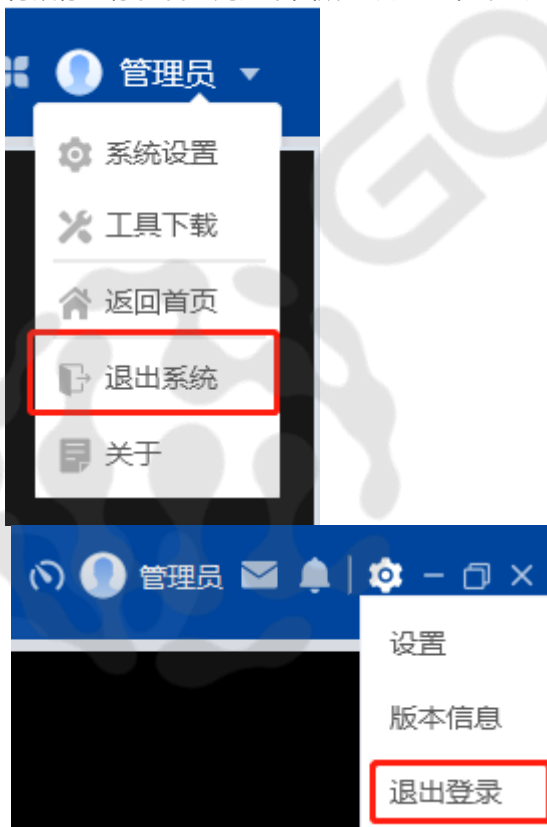 管理员
系统设置
工具下载
返回首页
退出系统
关于
管理员
设置
版本信息
退出登录